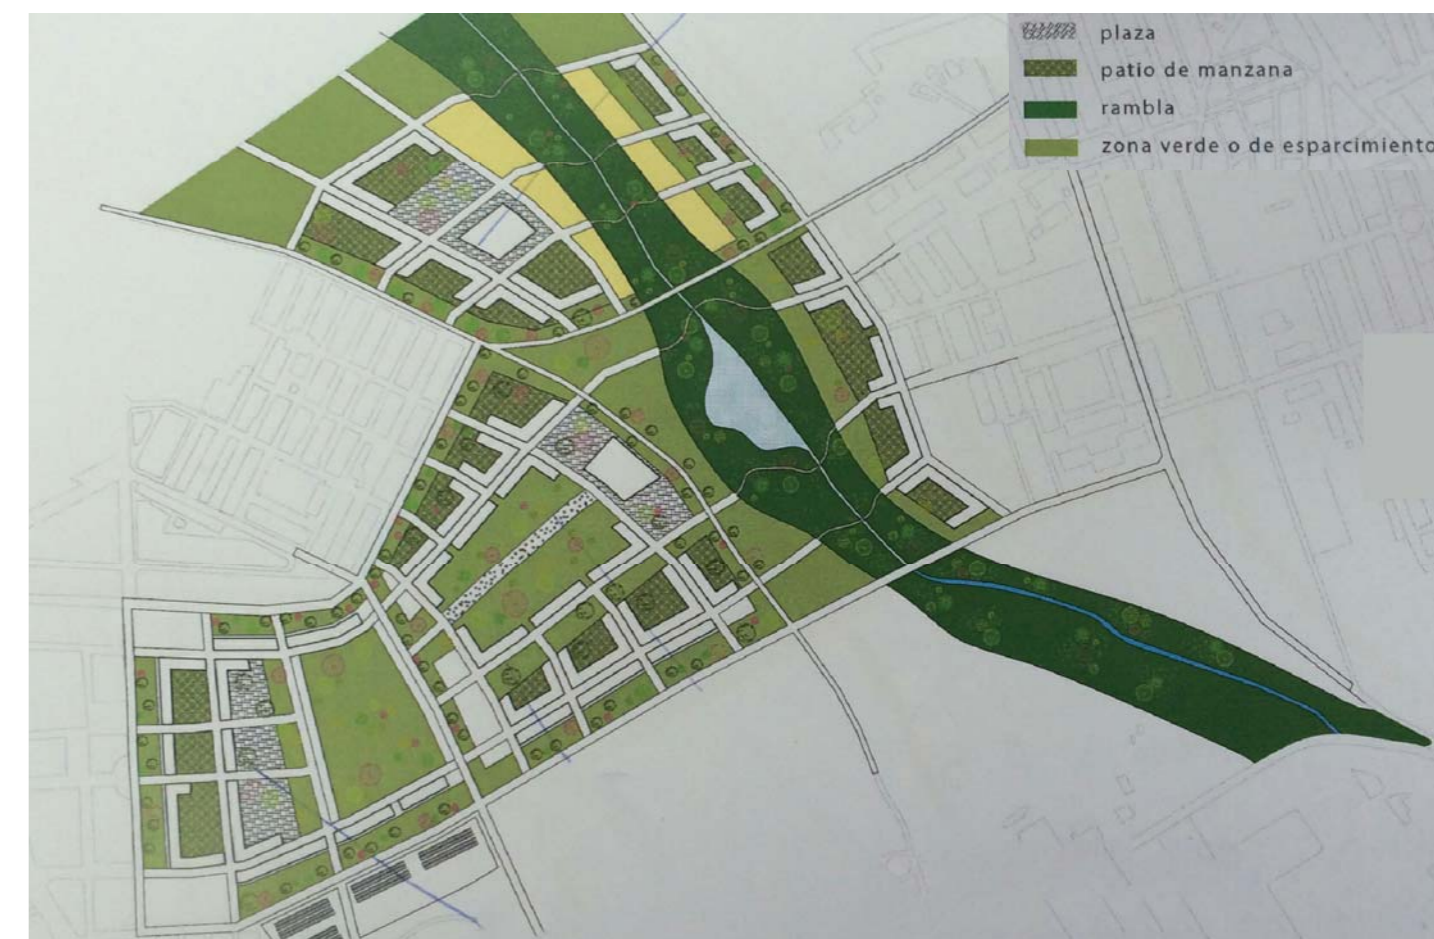 plaza
patio de manzana
rambla
zona verde o de esparcimiento